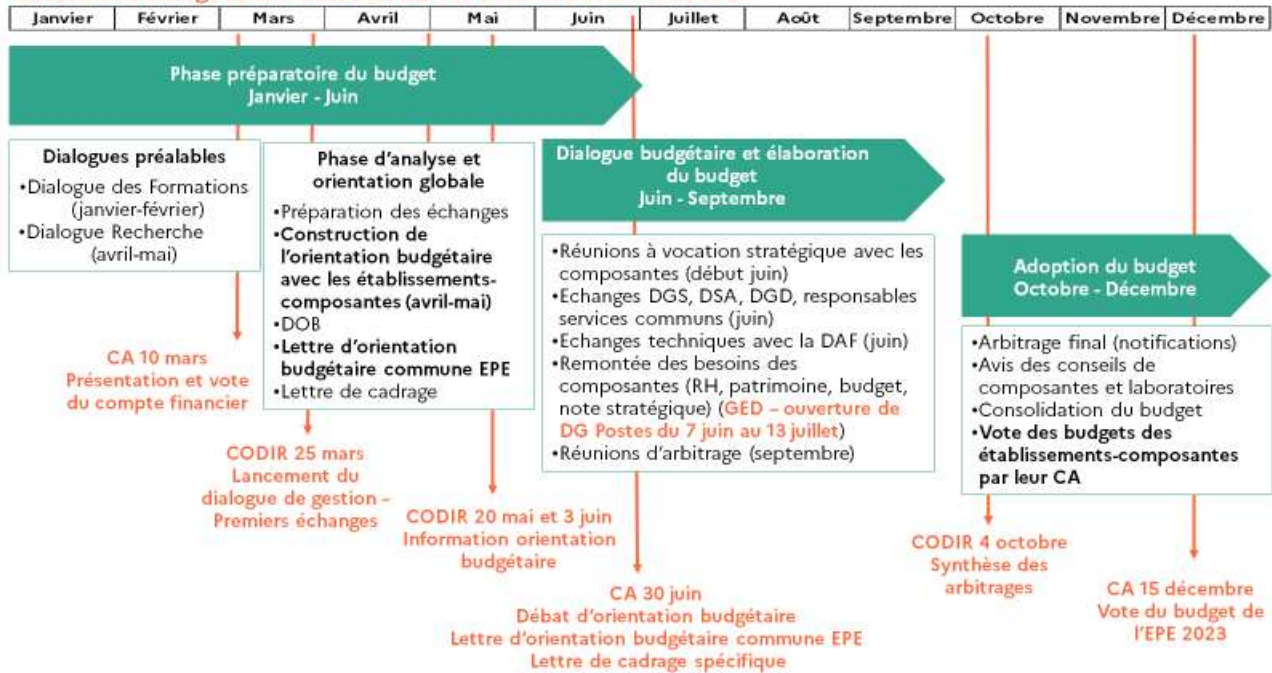 Janvier Février Mars Avril Mai Juin Juillet Août Septembre Octobre Novembre Décembre
Phase préparatoire du budget
Janvier - Juin
Dialogues préalables
•Dialogue des Formations
(janvier-février)
•Dialogue Recherche
(avril-mai)
Phase d'analyse et
orientation globale
•Préparation des échanges
•Construction de
l'orientation budgétaire
avec les établissements-
composantes (avril-mai)
•DOB
•Lettre d'orientation
budgétaire commune EPE
•Lettre de cadrage
Dialogue budgétaire et élaboration
du budget
Juin - Septembre
•Réunions à vocation stratégique avec les
composantes (début juin)
•Echanges DGS, DSA, DGD, responsables
services communs (juin)
•Echanges techniques avec la DAF (juin)
•Remontée des besoins des
composantes (RH, patrimoine, budget,
note stratégique) (GED – ouverture de
DG Postes du 7 juin au 13 juillet)
•Réunions d'arbitrage (septembre)
Adoption du budget
Octobre - Décembre
•Arbitrage final (notifications)
•Avis des conseils de
composantes et laboratoires
•Consolidation du budget
•Vote des budgets des
établissements-composantes
par leur CA
CA 10 mars
Présentation et vote
du compte financier
CODIR 25 mars
Lancement du
dialogue de gestion –
Premiers échanges
CODIR 20 mai et 3 juin
Information orientation
budgétaire
CA 30 juin
Débat d'orientation budgétaire
Lettre d'orientation budgétaire commune EPE
Lettre de cadrage spécifique
CODIR 4 octobre
Synthèse des
arbitrages
CA 15 décembre
Vote du budget de
l'EPE 2023